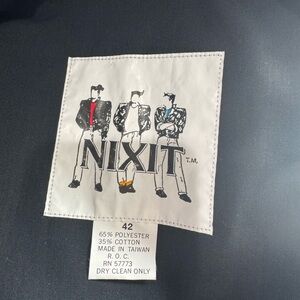 NIXIT T.M.
42
65% POLYESTER
35% COTTON
MADE IN TAIWAN
R. O. C.
RN 57773
DRY CLEAN ONLY